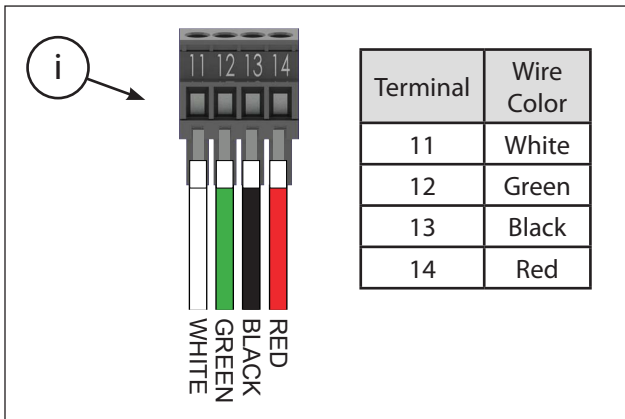 i
11 12 13 14
WHITE
GREEN
BLACK
RED
Terminal Wire Color
11 White
12 Green
13 Black
14 Red